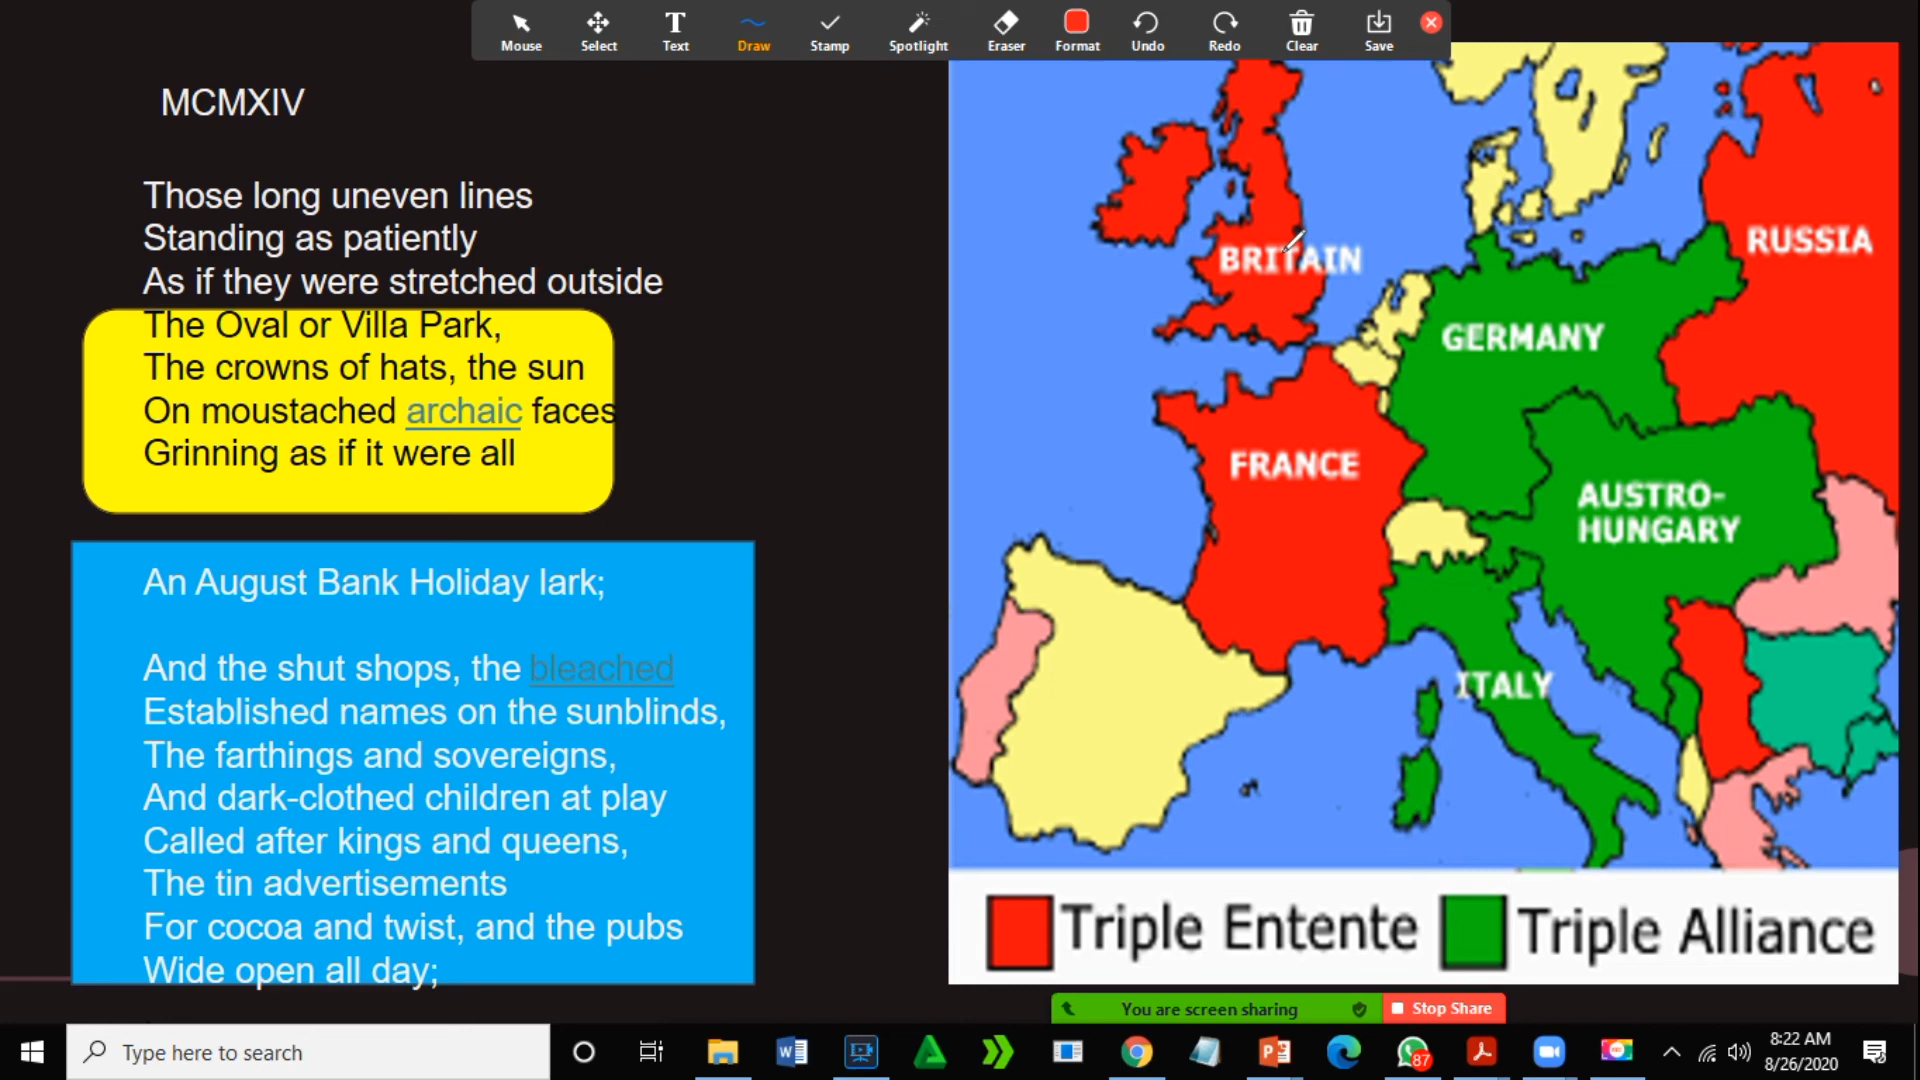 Mouse
Select
Text
Draw
Stamp
Spotlight
Eraser
Format
Undo
Redo
Clear
Save
MCMXIV
Those long uneven lines
Standing as patiently
As if they were stretched outside
The Oval or Villa Park,
The crowns of hats, the sun
On moustached archaic faces
Grinning as if it were all
An August Bank Holiday lark;
And the shut shops, the bleached
Established names on the sunblinds,
The farthings and sovereigns,
And dark-clothed children at play
Called after kings and queens,
The tin advertisements
For cocoa and twist, and the pubs
Wide open all day;
BRITAIN
RUSSIA
GERMANY
FRANCE
AUSTRO-
HUNGARY
ITALY
Triple Entente
Triple Alliance
You are screen sharing
Stop Share
Type here to search
87
8:22 AM
8/26/2020